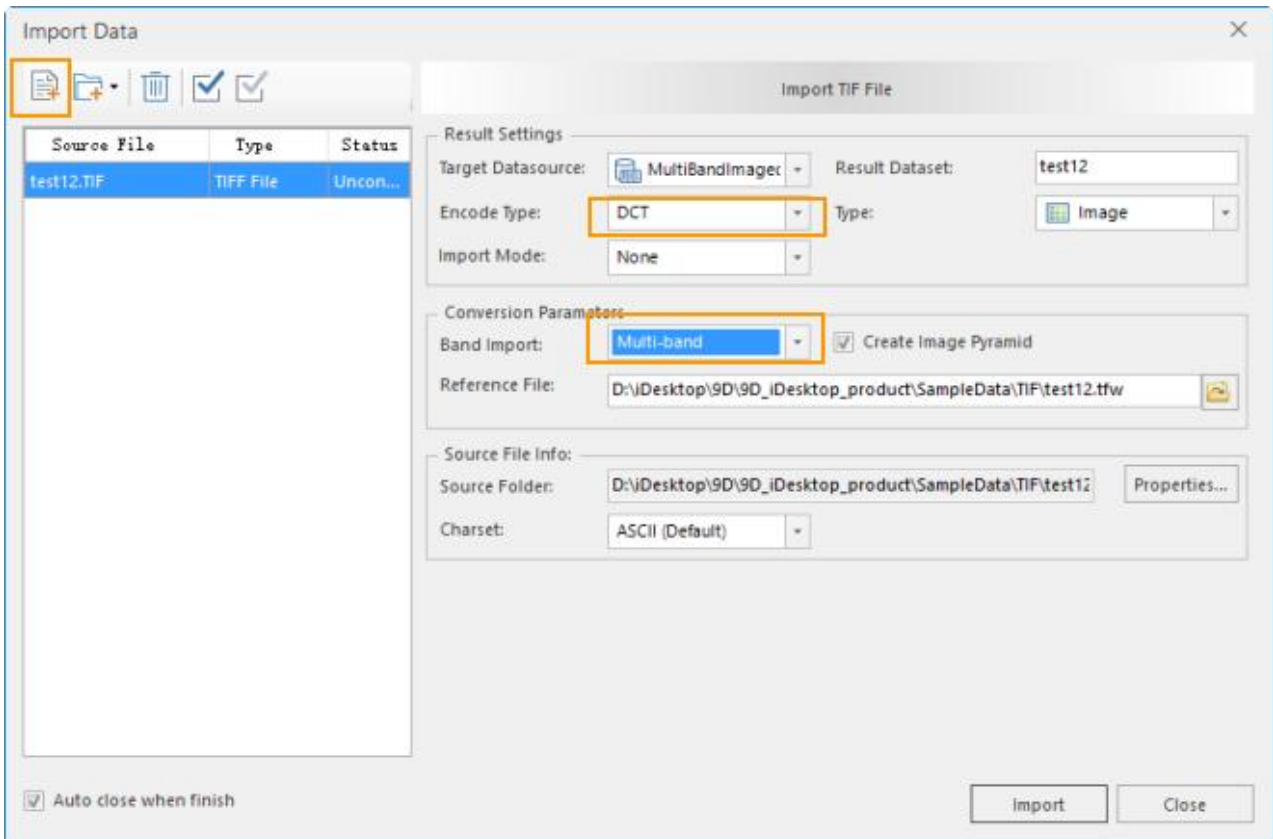 Import Data
Import TIF File
Source File Type Status
test12.TIF TIFF File Uncon...
Result Settings
Target Datasource: MultiBandImagec Result Dataset: test12
Encode Type: DCT Type: Image
Import Mode: None
Conversion Parameters
Band Import: Multi-band Create Image Pyramid
Reference File: D:\iDesktop\9D\9D_iDesktop_product\SampleData\TIF\test12.tfw
Source File Info:
Source Folder: D:\iDesktop\9D\9D_iDesktop_product\SampleData\TIF\test12 Properties...
Charset: ASCII (Default)
Auto close when finish Import Close